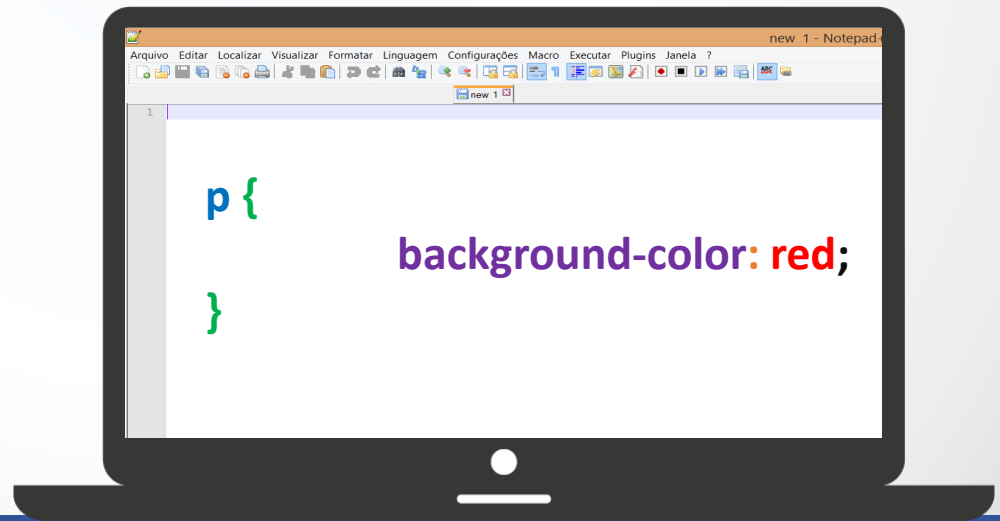 new 1 - Notepad+
Arquivo Editar Localizar Visualizar Formatar Linguagem Configurações Macro Executar Plugins Janela ?
ABC
new 1
1
p {
background-color: red;
}